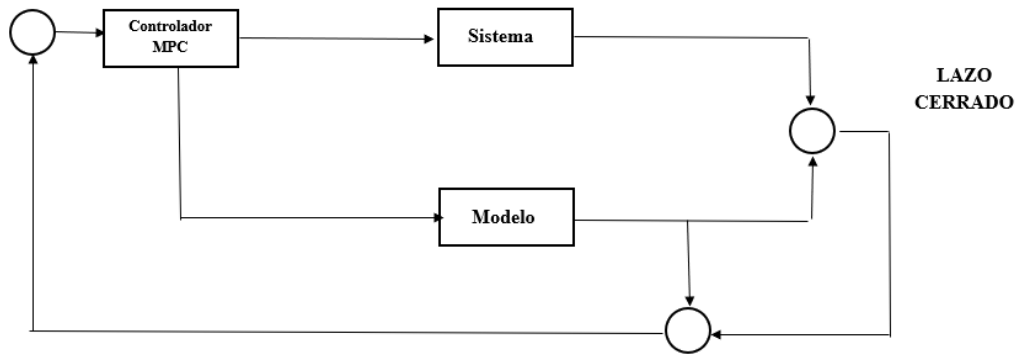 Controlador
MPC
Sistema
LAZO
CERRADO
Modelo